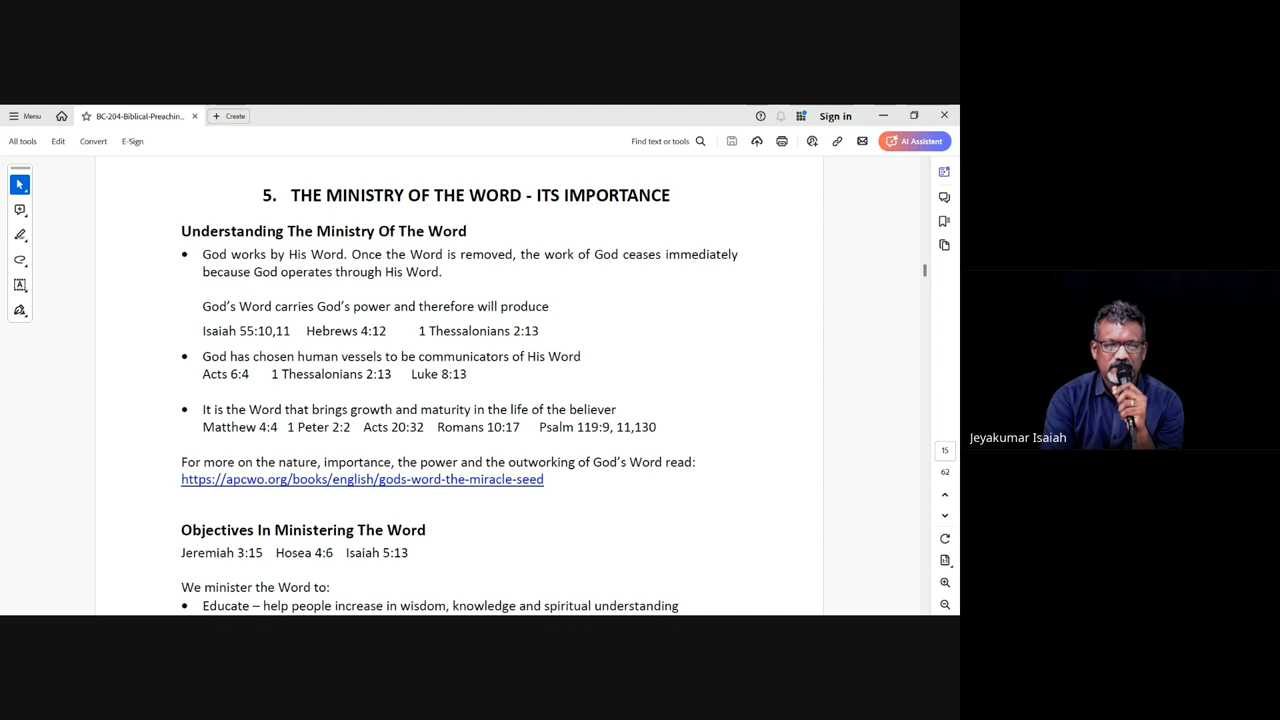 Menu
BC-204-Biblical-Preachin...
Create
Sign in
All tools
Edit
Convert
E-Sign
Find text or tools
AI Assistant
5. THE MINISTRY OF THE WORD - ITS IMPORTANCE
Understanding The Ministry Of The Word
• God works by His Word. Once the Word is removed, the work of God ceases immediately
because God operates through His Word.
God's Word carries God's power and therefore will produce
Isaiah 55:10,11 Hebrews 4:12 1 Thessalonians 2:13
• God has chosen human vessels to be communicators of His Word
Acts 6:4 1 Thessalonians 2:13 Luke 8:13
• It is the Word that brings growth and maturity in the life of the believer
Matthew 4:4 1 Peter 2:2 Acts 20:32 Romans 10:17 Psalm 119:9, 11,130
For more on the nature, importance, the power and the outworking of God's Word read:
https://apcwo.org/books/english/gods-word-the-miracle-seed
Objectives In Ministering The Word
Jeremiah 3:15 Hosea 4:6 Isaiah 5:13
We minister the Word to:
• Educate – help people increase in wisdom, knowledge and spiritual understanding
15
62
Jeyakumar Isaiah